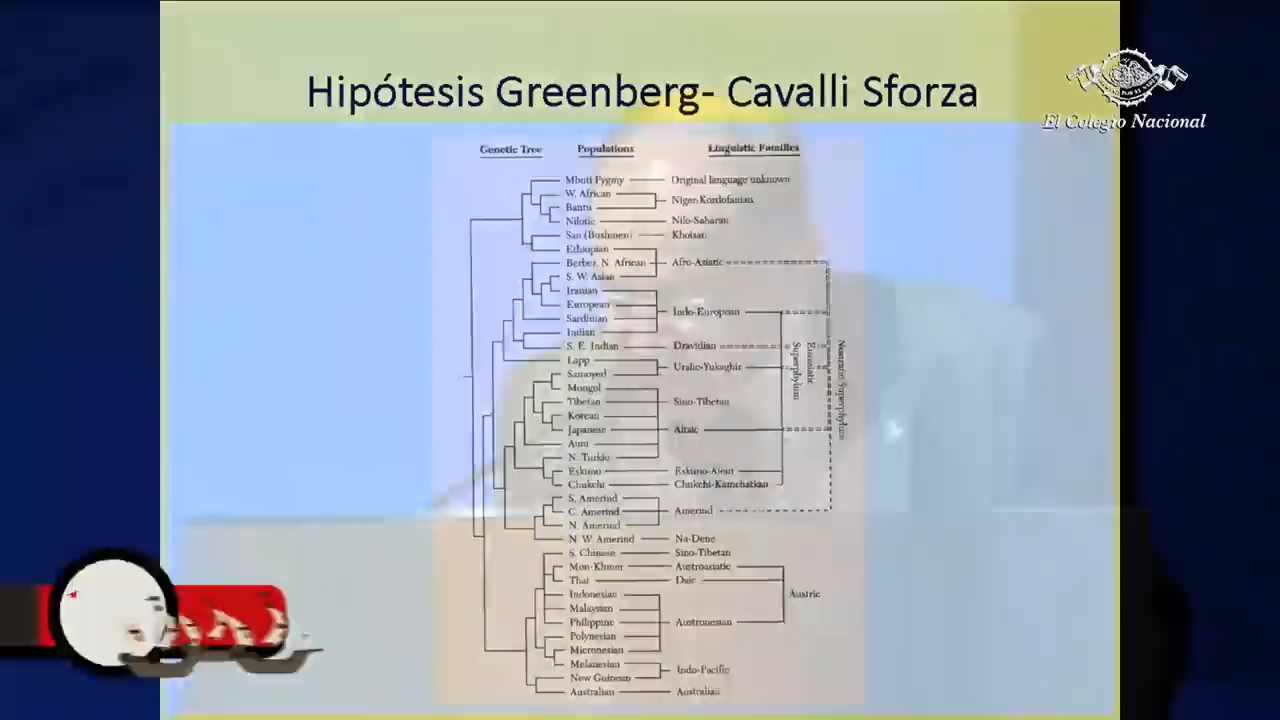 Hipótesis Greenberg- Cavalli Sforza
El Colegio Nacional
Genetic Tree Populations Linguistic Families
Mbuti Pygmy Original language unknown
W. African
Niger-Kordofanian
Bantu
Nilotic Nilo-Saharan
San (Bushmen) Khoisan
Ethiopian
Berber, N. African Afro-Asiatic
S. W. Asian
Iranian
European
Indo-European
Sardinian
Indian
S. E. Indian Dravidian
Lapp
Uralic-Yukaghir
Samoyed
Mongol
Tibetan Sino-Tibetan
Korean
Japanese Altaic
Ainu
N. Turkic
Eskimo Eskimo-Aleut
Chukchi Chukchi-Kamchatkan
Eurasiatic
Superphylum
Nostratic Superphylum
S. Amerind
C. Amerind Amerind
N. Amerind
N. W. Amerind Na-Dene
S. Chinese Sino-Tibetan
Mon-Khmer Austroasiatic
Thai Daic
Indonesian
Austric
Malaysian
Philippine Austronesian
Polynesian
Micronesian
Melanesian
Indo-Pacific
New Guinean
Australian Australian